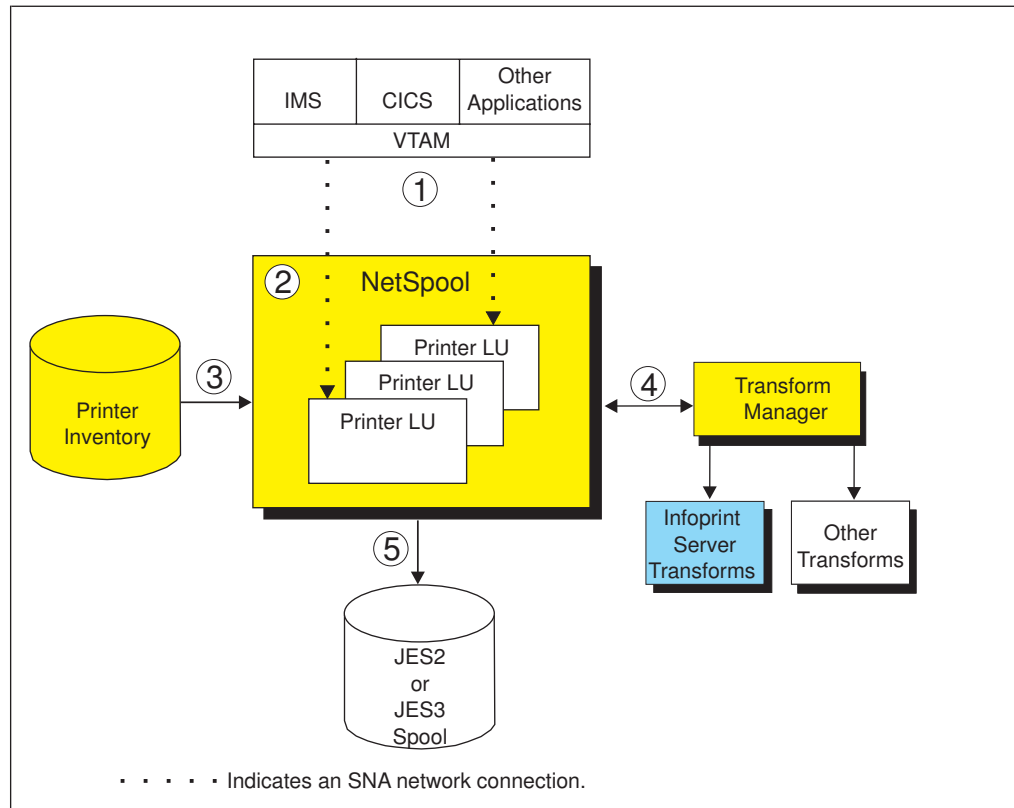 IMS
CICS
Other
Applications
VTAM
1
2
NetSpool
Printer LU
Printer LU
Printer LU
3
Printer
Inventory
4
Transform
Manager
Infoprint
Server
Transforms
Other
Transforms
5
JES2
or
JES3
Spool
· · · · · Indicates an SNA network connection.